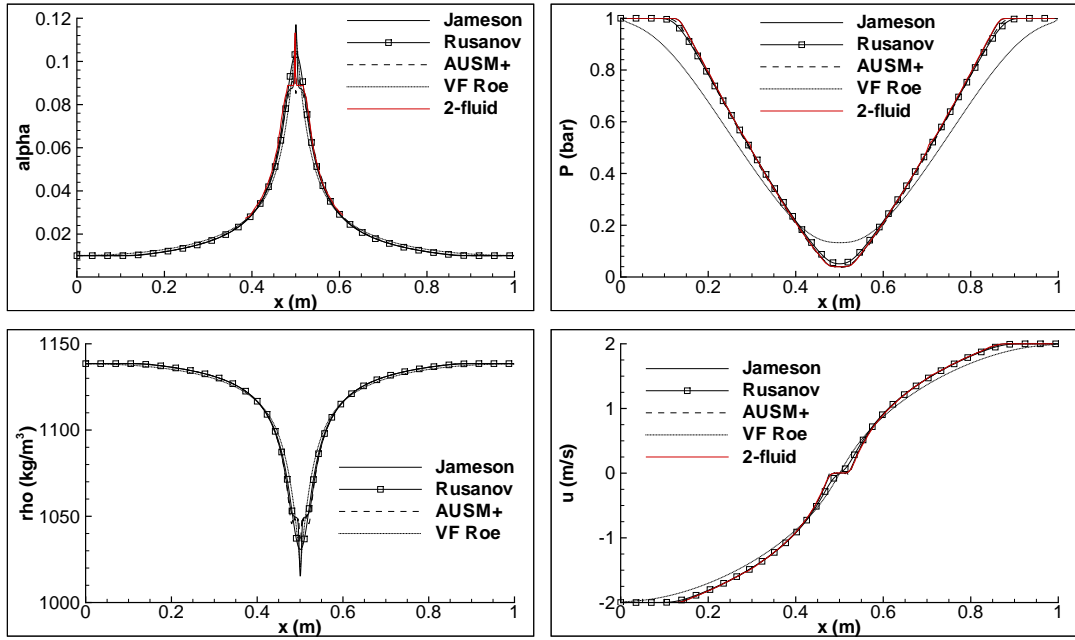 alpha
0.12
0.1
0.08
0.06
0.04
0.02
0
0.2
0.4
0.6
0.8
1
x (m)
Jameson
Rusanov
AUSM+
VF Roe
2-fluid
P (bar)
1
0.8
0.6
0.4
0.2
0
0
0.2
0.4
0.6
0.8
1
x (m)
Jameson
Rusanov
AUSM+
VF Roe
2-fluid
rho (kg/m³)
1150
1100
1050
1000
0
0.2
0.4
0.6
0.8
1
x (m)
Jameson
Rusanov
AUSM+
VF Roe
u (m/s)
2
1
0
-1
-2
0
0.2
0.4
0.6
0.8
1
x (m)
Jameson
Rusanov
AUSM+
VF Roe
2-fluid